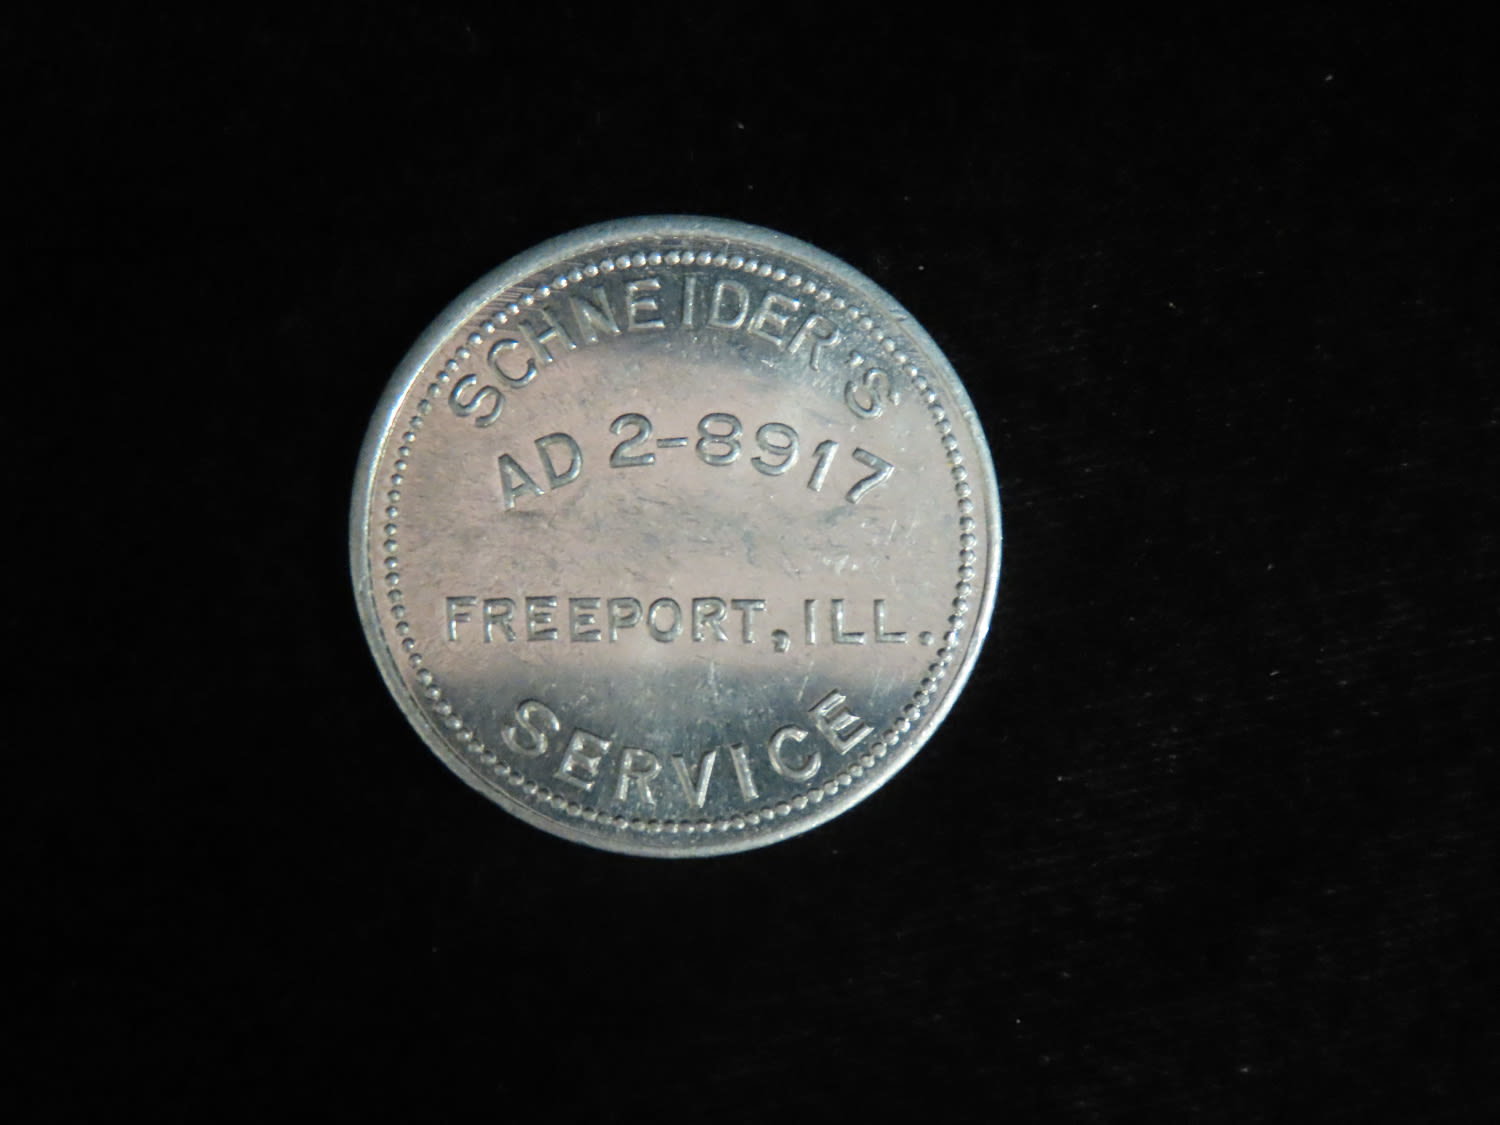 SCHNEIDER'S
AD 2-8917
FREEPORT, ILL.
SERVICE